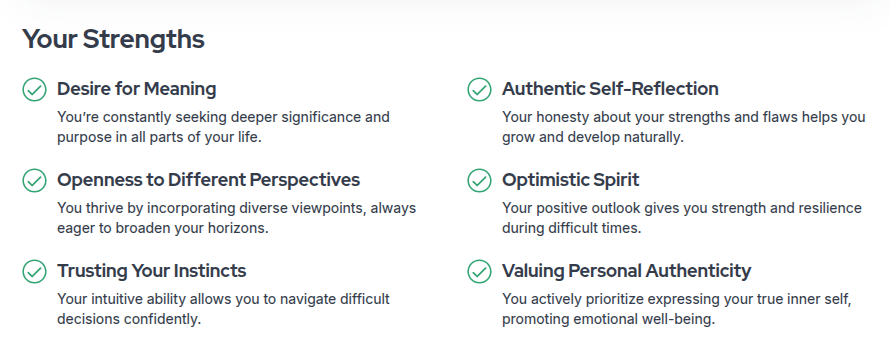 Your Strengths
Desire for Meaning
You’re constantly seeking deeper significance and
purpose in all parts of your life.
Authentic Self-Reflection
Your honesty about your strengths and flaws helps you
grow and develop naturally.
Openness to Different Perspectives
You thrive by incorporating diverse viewpoints, always
eager to broaden your horizons.
Optimistic Spirit
Your positive outlook gives you strength and resilience
during difficult times.
Trusting Your Instincts
Your intuitive ability allows you to navigate difficult
decisions confidently.
Valuing Personal Authenticity
You actively prioritize expressing your true inner self,
promoting emotional well-being.